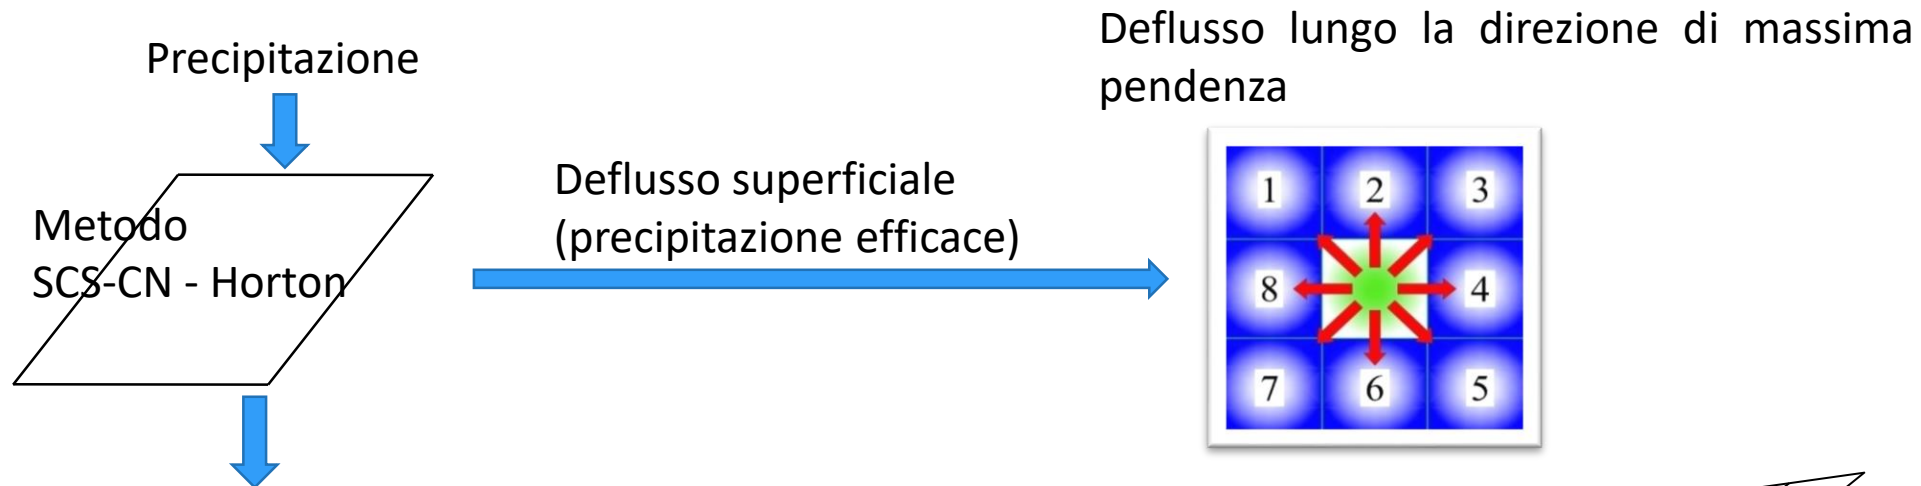 Precipitazione
Metodo
SCS-CN - Horton
Deflusso superficiale
(precipitazione efficace)
Deflusso lungo la direzione di massima
pendenza
1 2 3
8 4
7 6 5